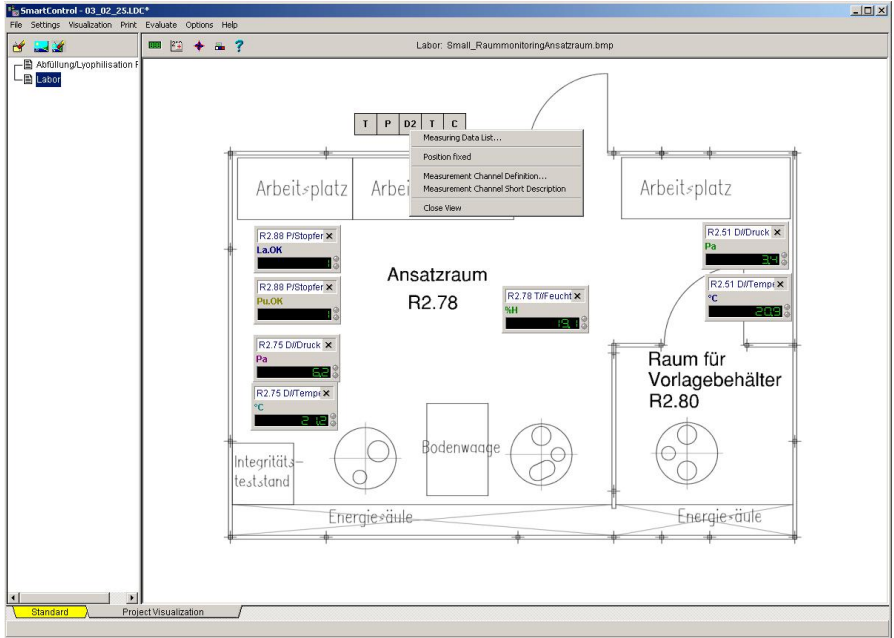 SmartControl - 03_02_25.LDC*
File Settings Visualization Print Evaluate Options Help
Labor: Small_RaummonitoringAnsatzraum.bmp
Abfüllung/Lyophilisation F
Labor
T P D2 T C
Measuring Data List...
Position fixed
Measurement Channel Definition...
Measurement Channel Short Description
Close View
Arbeitsplatz Arbei Arbeitsplatz
R2.88 P/Stopfer
La.OK
1
R2.51 D//Druck
Pa
3,4
R2.88 P/Stopfer
Pu.OK
1
Ansatzraum
R2.78
R2.78 T//Feucht
%H
19,1
R2.51 D//Tempe
°C
20,9
R2.75 D//Druck
Pa
6,2
R2.75 D//Tempe
°C
21,2
Raum für
Vorlagebehälter
R2.80
Bodenwaage
Integritäts-
teststand
Energiesäule Energiesäule
Standard Project Visualization